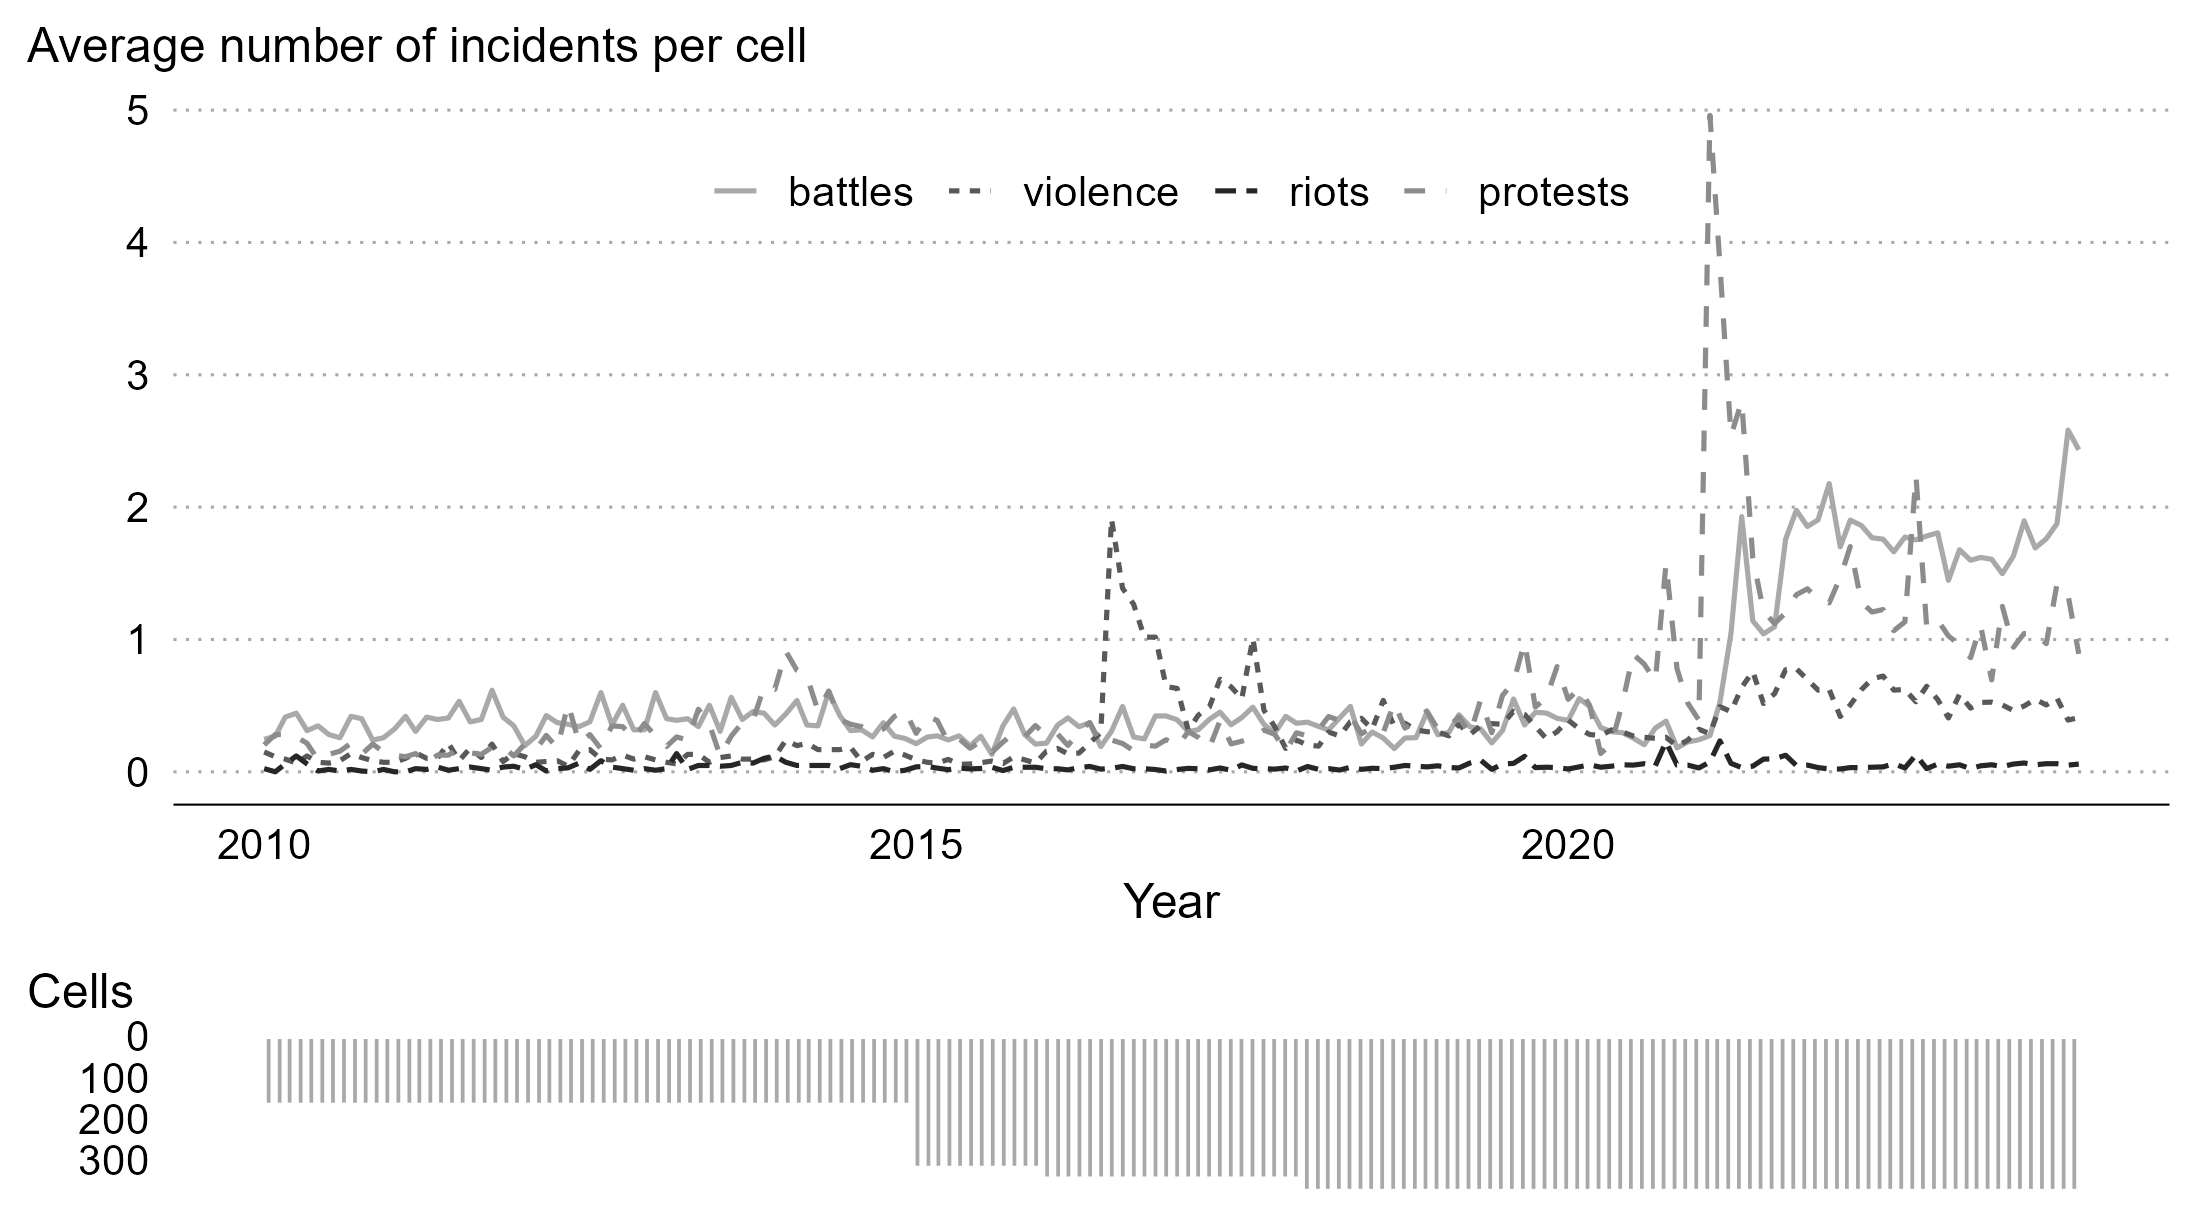 Average number of incidents per cell
5
battles violence riots protests
4
3
2
1
0
2010 2015 2020
Year
Cells
0
100
200
300